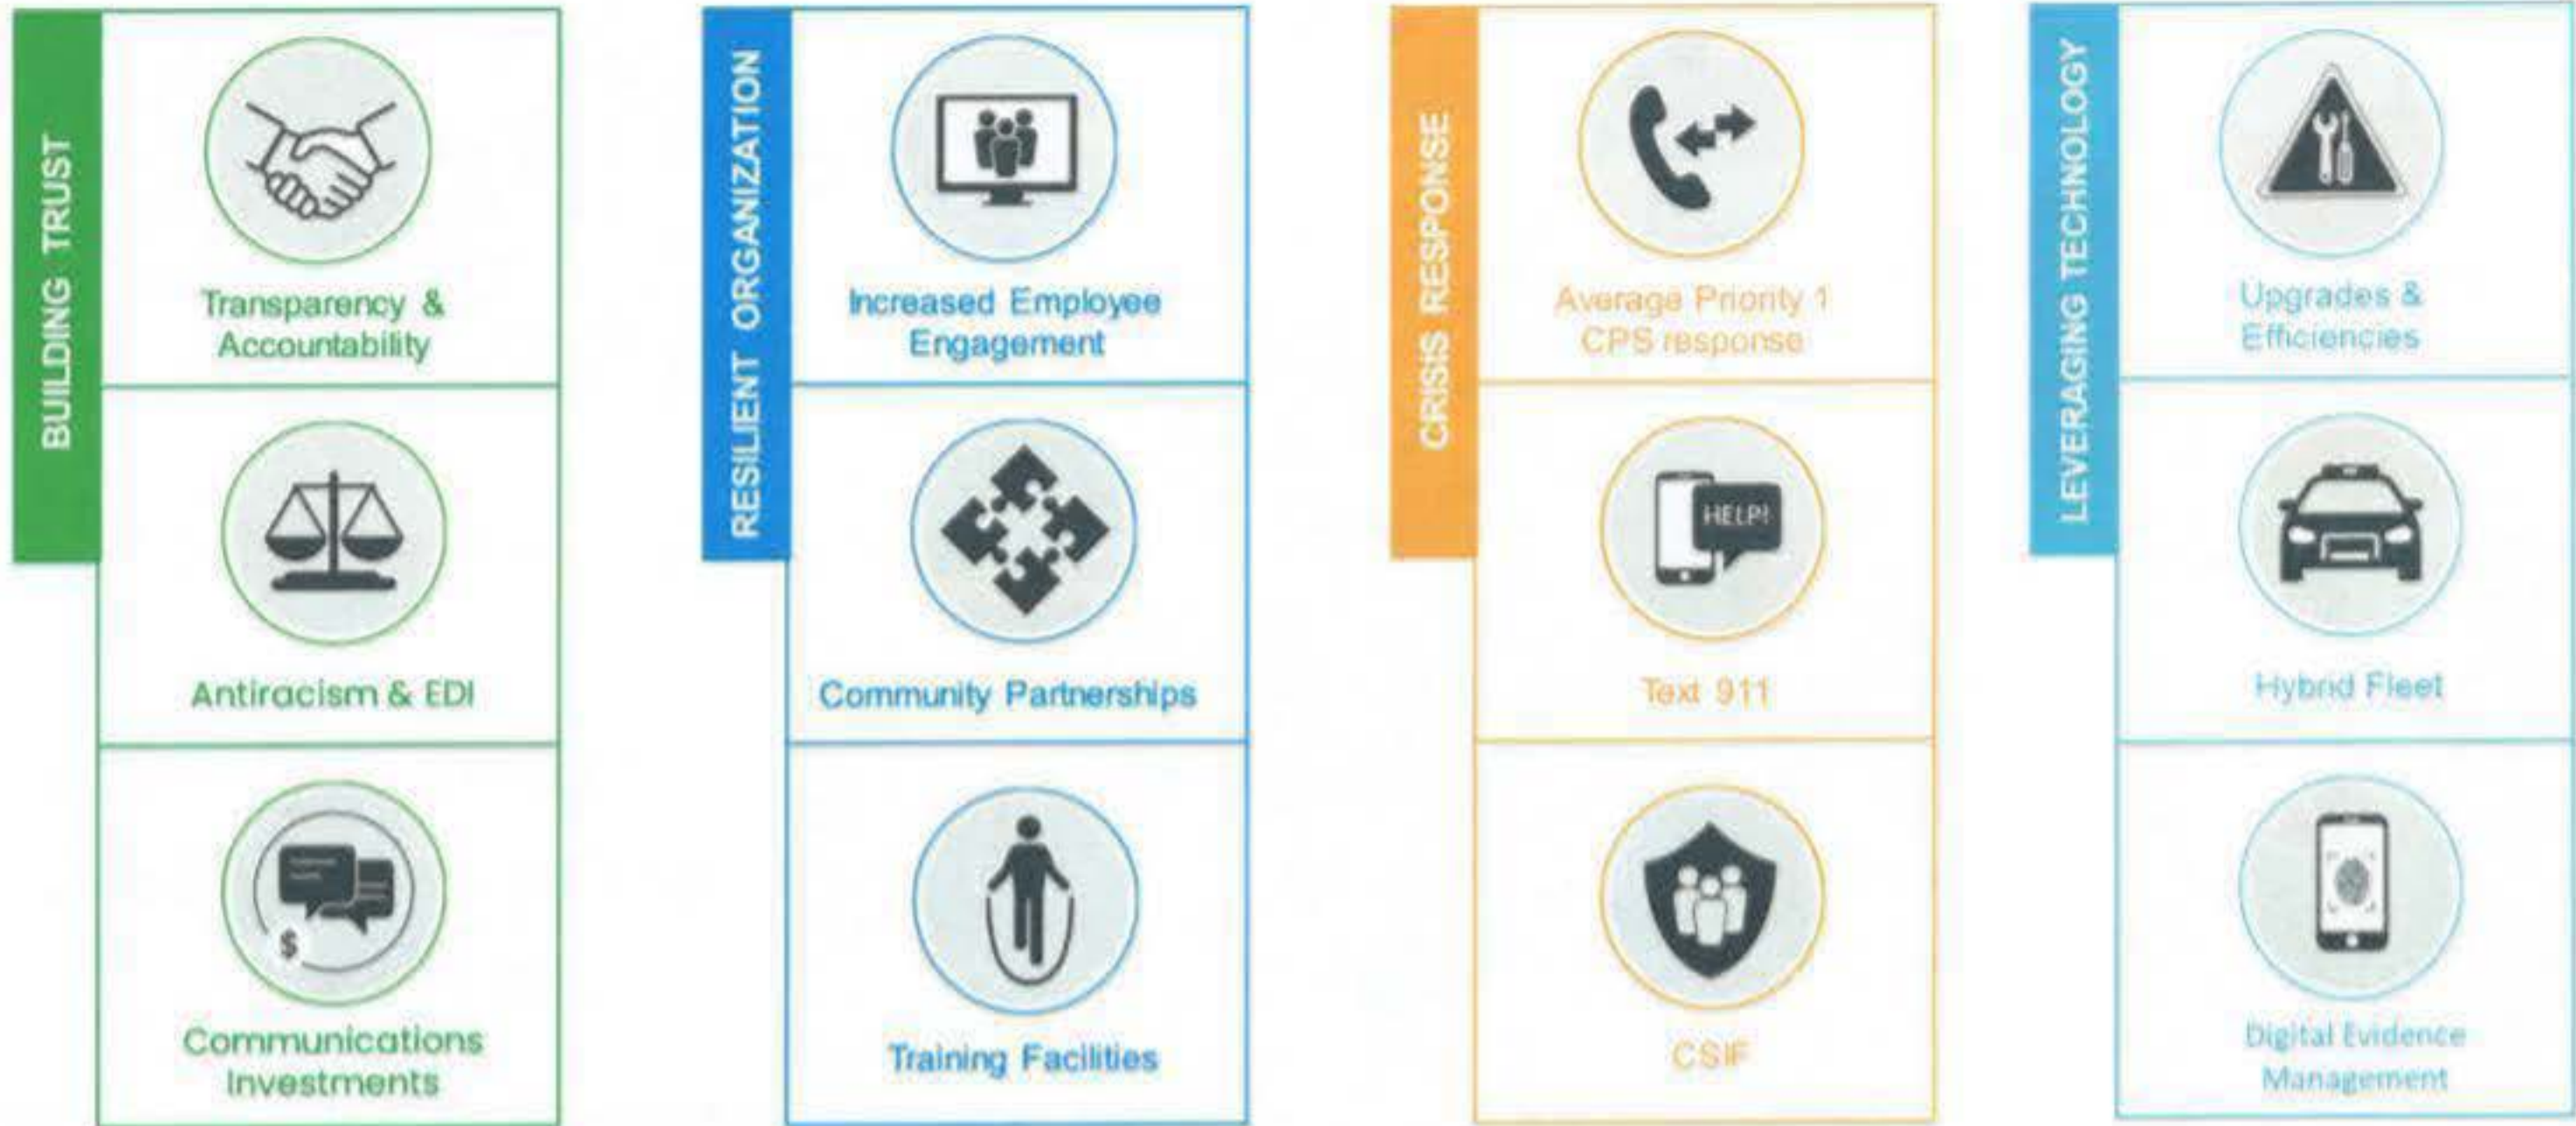 BUILDING TRUST
Transparency &
Accountability
Antiracism & EDI
$
Communications
Investments
RESILIENT ORGANIZATION
Increased Employee
Engagement
Community Partnerships
Training Facilities
CRISIS RESPONSE
Average Priority 1
CPS response
HELP!
Text 911
CSIF
LEVERAGING TECHNOLOGY
Upgrades &
Efficiencies
Hybrid Fleet
Digital Evidence
Management